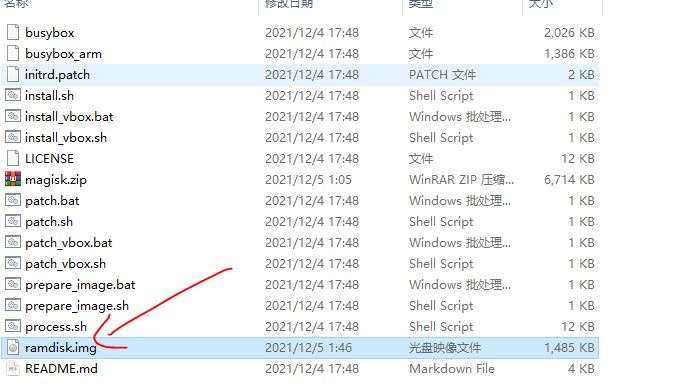 名称 修改日期 类型 大小
busybox 2021/12/4 17:48 文件 2,026 KB
busybox_arm 2021/12/4 17:48 文件 1,386 KB
initrd.patch 2021/12/4 17:48 PATCH 文件 2 KB
install.sh 2021/12/4 17:48 Shell Script 1 KB
install_vbox.bat 2021/12/4 17:48 Windows 批处理... 1 KB
install_vbox.sh 2021/12/4 17:48 Shell Script 1 KB
LICENSE 2021/12/4 17:48 文件 12 KB
magisk.zip 2021/12/5 1:05 WinRAR ZIP 压缩... 6,714 KB
patch.bat 2021/12/4 17:48 Windows 批处理... 1 KB
patch.sh 2021/12/4 17:48 Shell Script 1 KB
patch_vbox.bat 2021/12/4 17:48 Windows 批处理... 1 KB
patch_vbox.sh 2021/12/4 17:48 Shell Script 1 KB
prepare_image.bat 2021/12/4 17:48 Windows 批处理... 1 KB
prepare_image.sh 2021/12/4 17:48 Shell Script 1 KB
process.sh 2021/12/4 17:48 Shell Script 12 KB
ramdisk.img 2021/12/5 1:46 光盘映像文件 1,485 KB
README.md 2021/12/4 17:48 Markdown File 4 KB